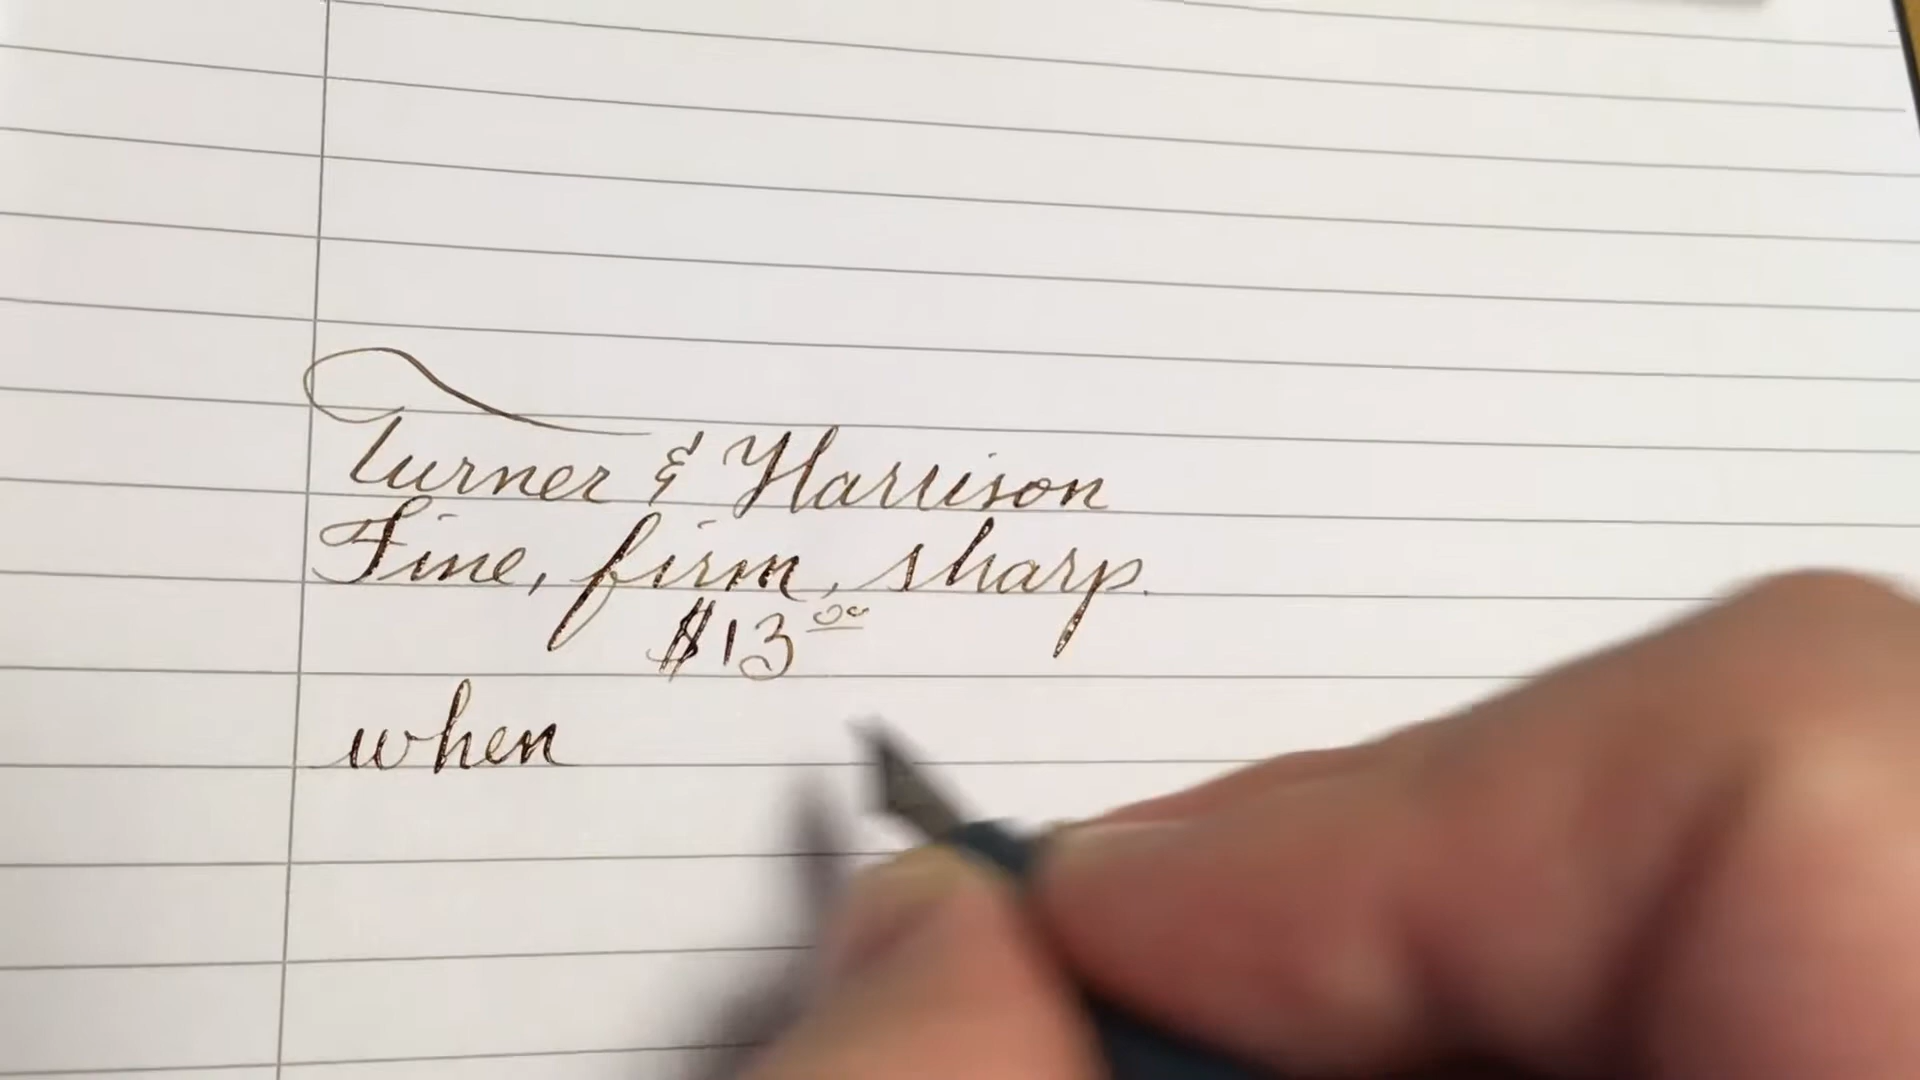 Turner & Harrison
Fine, firm, sharp.
$13.00
when